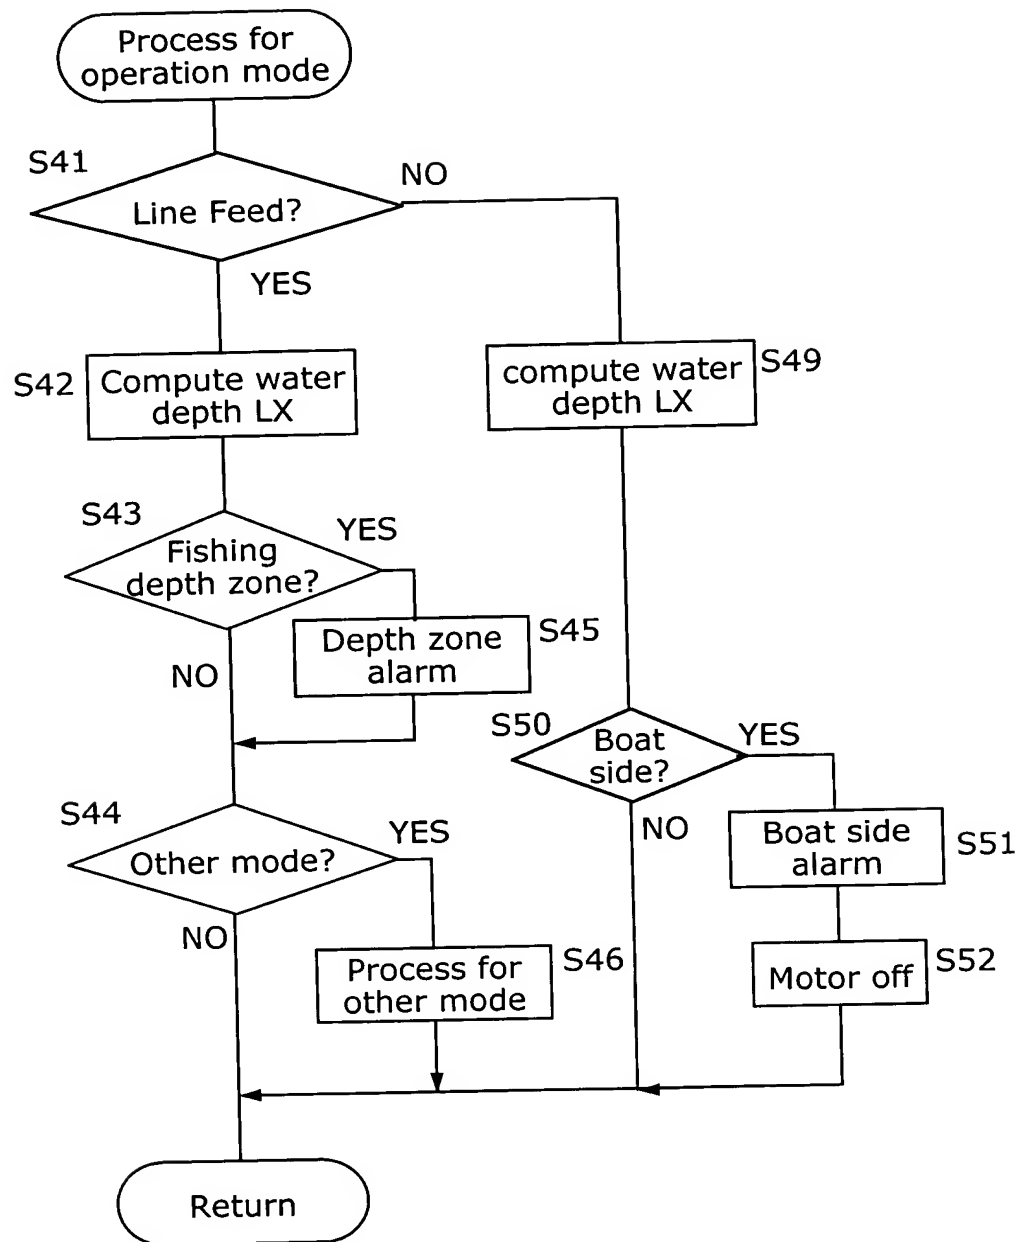 Process for
operation mode
S41
NO
Line Feed?
YES
S42
Compute water
depth LX
compute water
depth LX
S49
S43
YES
Fishing
depth zone?
NO
Depth zone
alarm
S45
S50
YES
Boat
side?
NO
S44
YES
Other mode?
NO
Boat side
alarm
S51
Process for
other mode
S46
Motor off
S52
Return